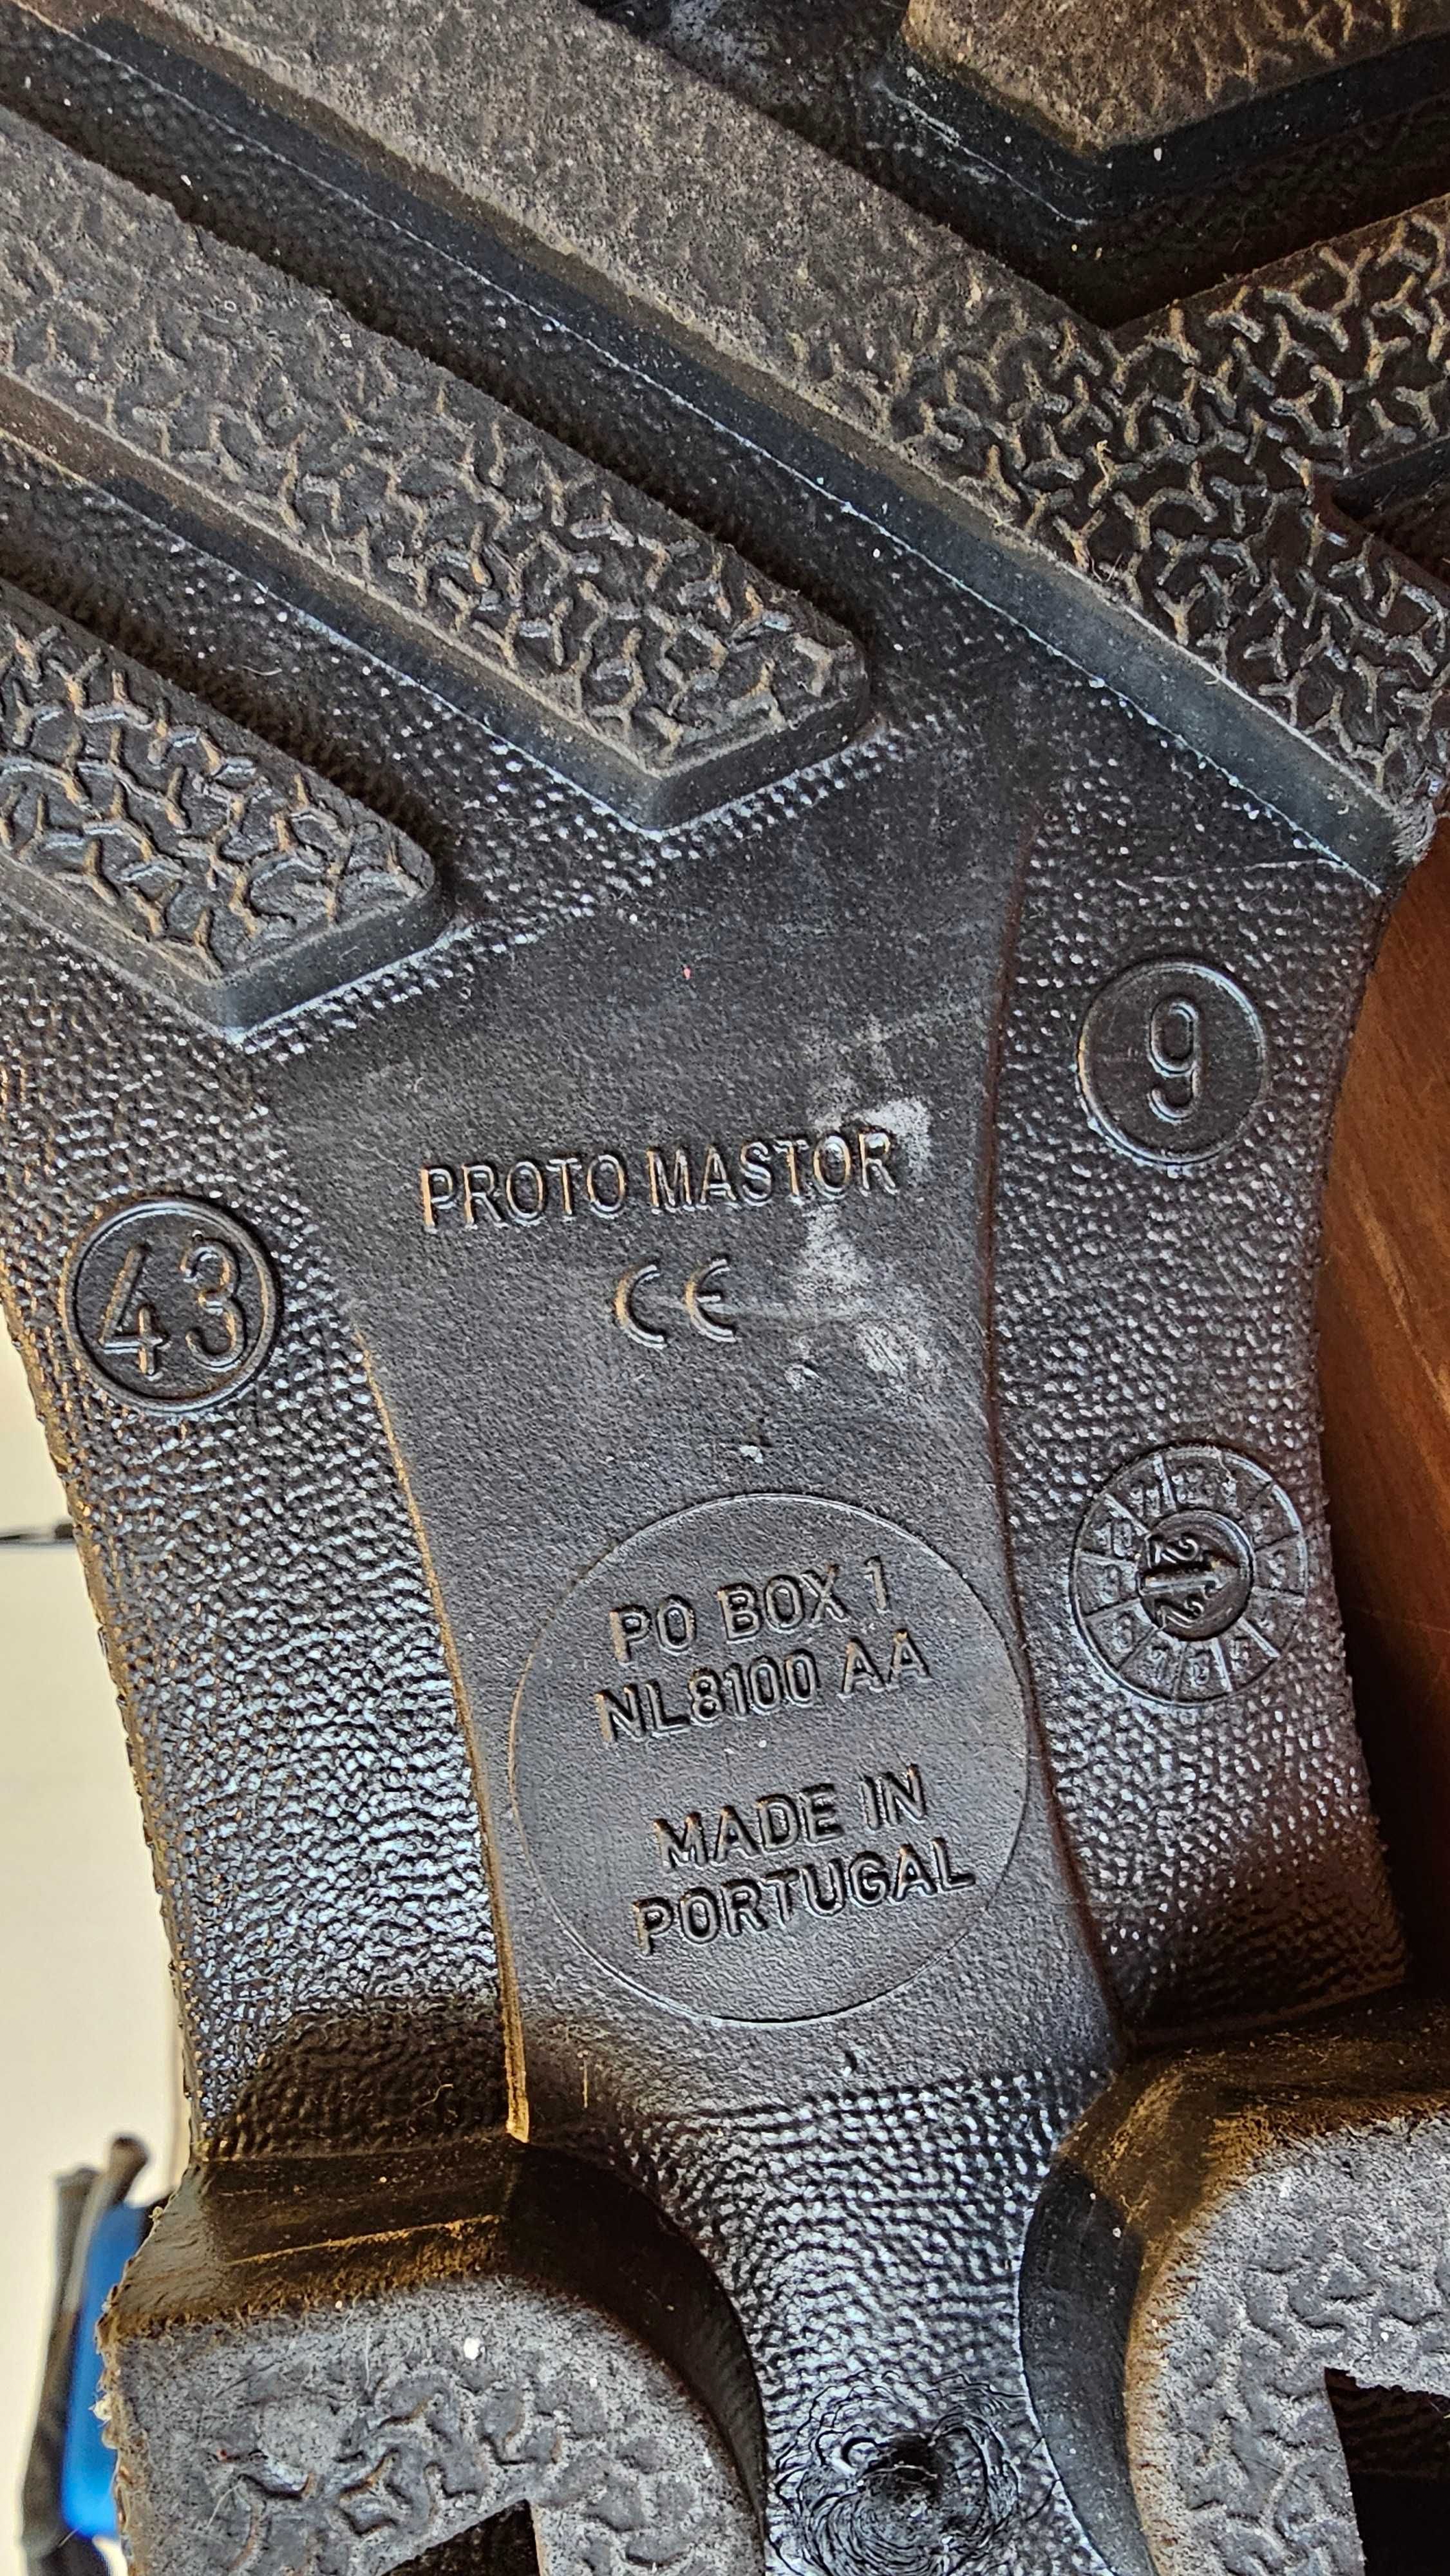 9
PROTO MASTOR
43
CE
PO BOX 1
NL8100 AA
MADE IN
PORTUGAL